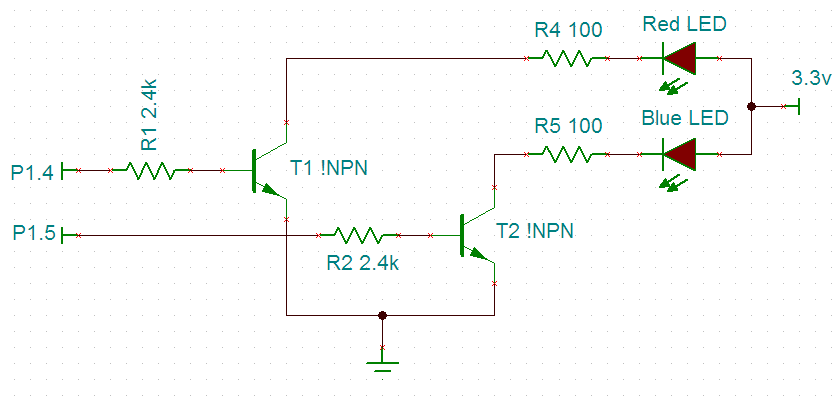 R4 100
Red LED
3.3v
R1 2.4k
R5 100
Blue LED
P1.4
T1 !NPN
P1.5
R2 2.4k
T2 !NPN